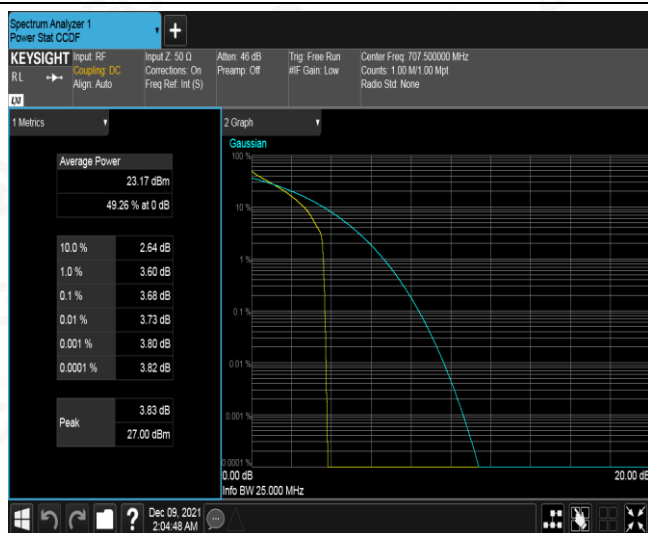 Spectrum Analyzer 1
Power Stat CCDF
+
KEYSIGHT
RL
LXI
Input: RF
Coupling: DC
Align: Auto
Input Z: 50 Ω
Corrections: On
Freq Ref: Int (S)
Atten: 46 dB
Preamp: Off
Trig: Free Run
#IF Gain: Low
Center Freq: 707.500000 MHz
Counts: 1.00 M/1.00 Mpt
Radio Std: None
1 Metrics
Average Power
23.17 dBm
49.26 % at 0 dB
10.0 % 2.64 dB
1.0 % 3.60 dB
0.1 % 3.68 dB
0.01 % 3.73 dB
0.001 % 3.80 dB
0.0001 % 3.82 dB
Peak
3.83 dB
27.00 dBm
2 Graph
Gaussian
100 %
10 %
1 %
0.1 %
0.01 %
0.001 %
0.0001 %
0.00 dB
20.00 dB
Info BW 25.000 MHz
?
Dec 09, 2021
2:04:48 AM